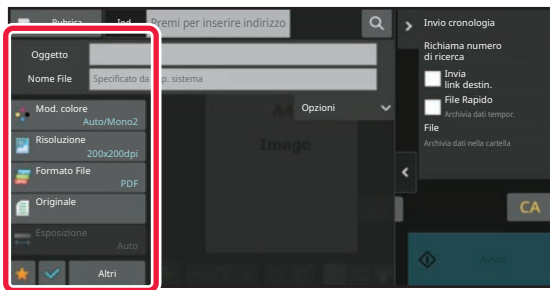 Rubrica
Ind.
Premi per inserire indirizzo
Oggetto
Nome File
Specificato da p. sistema
Mod. colore
Auto/Mono2
Risoluzione
200x200dpi
Formato File
PDF
Originale
Esposizione
Auto
Altri
A4
Image
Opzioni
Invio cronologia
Richiama numero
di ricerca
Invia
link destin.
File Rapido
Archivia dati tempor.
File
Archivia dati nella cartella
CA
Avvio